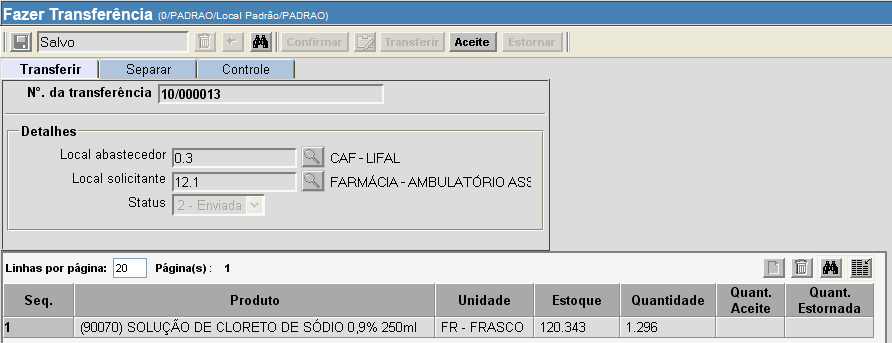 Fazer Transferência (0/PADRAO/Local Padrão/PADRAO)
Salvo Confirmar Transferir Aceite Estornar
Transferir Separar Controle
Nº. da transferência 10/000013
Detalhes
Local abastecedor 0.3 CAF - LIFAL
Local solicitante 12.1 FARMÁCIA - AMBULATÓRIO ASS
Status 2 - Enviada
Linhas por página: 20 Página(s) : 1
Seq. Produto Unidade Estoque Quantidade Quant. Aceite Quant. Estornada
1 (90070) SOLUÇÃO DE CLORETO DE SÓDIO 0,9% 250ml FR - FRASCO 120.343 1.296